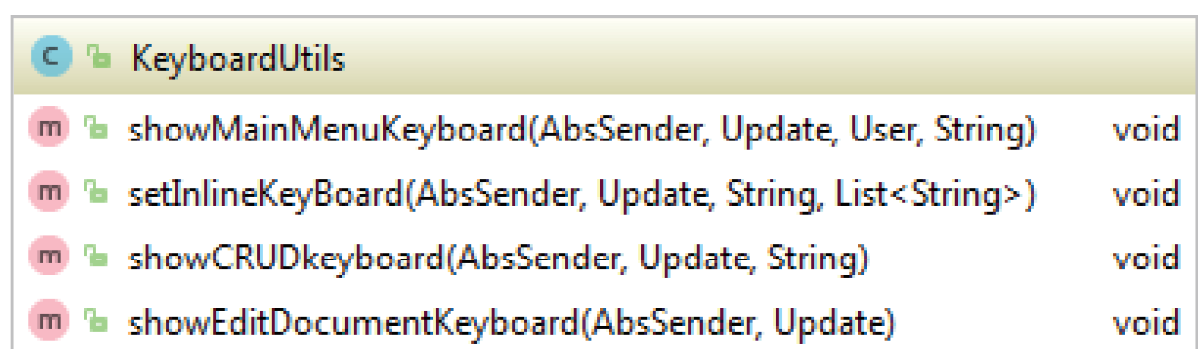 C KeyboardUtils
m showMainMenuKeyboard(AbsSender, Update, User, String) void
m setInlineKeyBoard(AbsSender, Update, String, List<String>) void
m showCRUDkeyboard(AbsSender, Update, String) void
m showEditDocumentKeyboard(AbsSender, Update) void